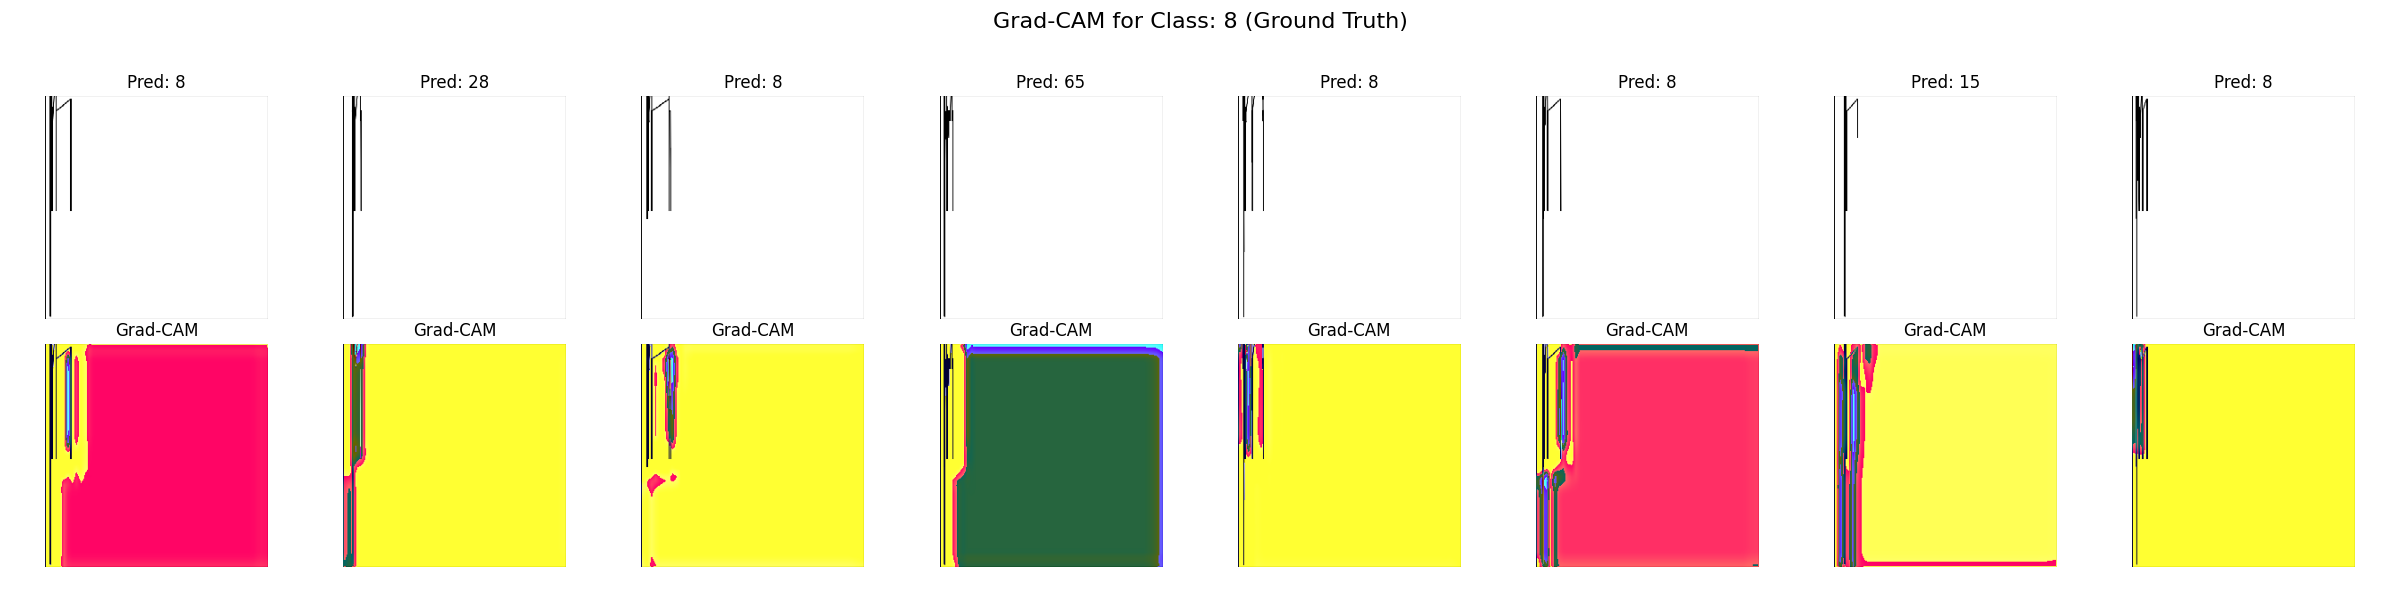 Grad-CAM for Class: 8 (Ground Truth)
Pred: 8 Pred: 28 Pred: 8 Pred: 65 Pred: 8 Pred: 8 Pred: 15 Pred: 8
Grad-CAM Grad-CAM Grad-CAM Grad-CAM Grad-CAM Grad-CAM Grad-CAM Grad-CAM